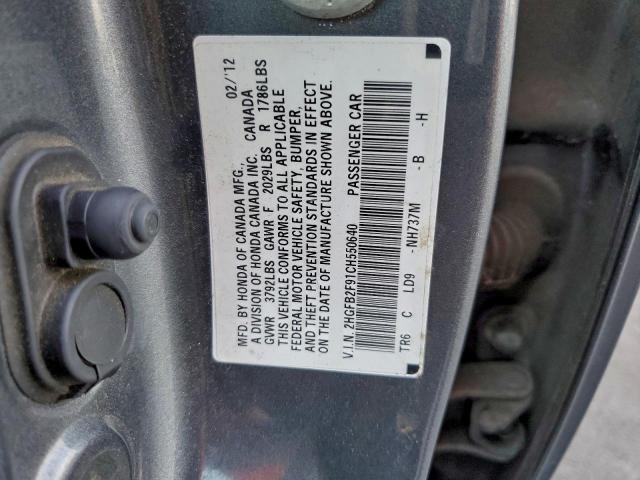 MFD. BY HONDA OF CANADA MFG. 02/'12
A DIVISION OF HONDA CANADA INC. CANADA
GVWR 3792LBS GAWR F 2029LBS R 1786LBS
THIS VEHICLE CONFORMS TO ALL APPLICABLE
FEDERAL MOTOR VEHICLE SAFETY, BUMPER,
AND THEFT PREVENTION STANDARDS IN EFFECT
ON THE DATE OF MANUFACTURE SHOWN ABOVE.
V.I.N. 2HGFB2F91CH550640 PASSENGER CAR
TR6 C LD9 -NH737M -B -H